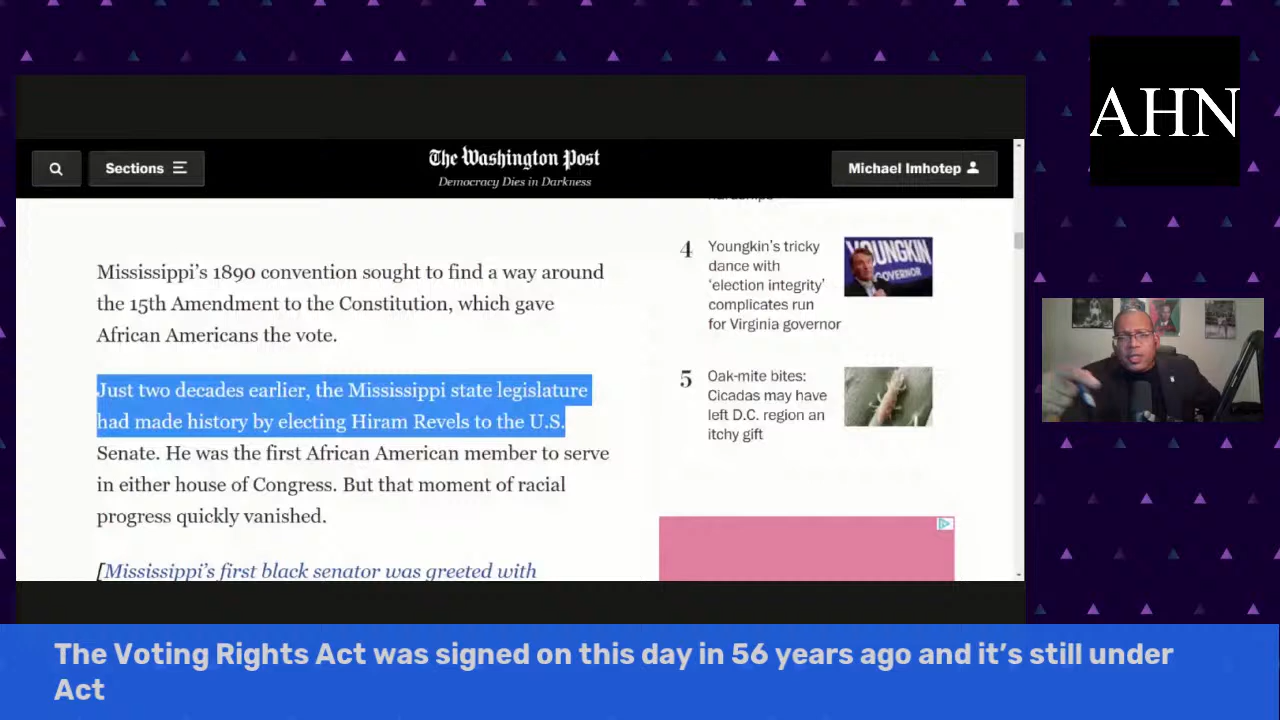 AHN
The Washington Post
Democracy Dies in Darkness
Sections
Michael Imhotep
Mississippi's 1890 convention sought to find a way around
the 15th Amendment to the Constitution, which gave
African Americans the vote.
Just two decades earlier, the Mississippi state legislature
had made history by electing Hiram Revels to the U.S.
Senate. He was the first African American member to serve
in either house of Congress. But that moment of racial
progress quickly vanished.
[Mississippi's first black senator was greeted with
4
Youngkin's tricky
dance with
'election integrity'
complicates run
for Virginia governor
YOUNGKIN
GOVERNOR
5
Oak-mite bites:
Cicadas may have
left D.C. region an
itchy gift
The Voting Rights Act was signed on this day in 56 years ago and it's still under
Act